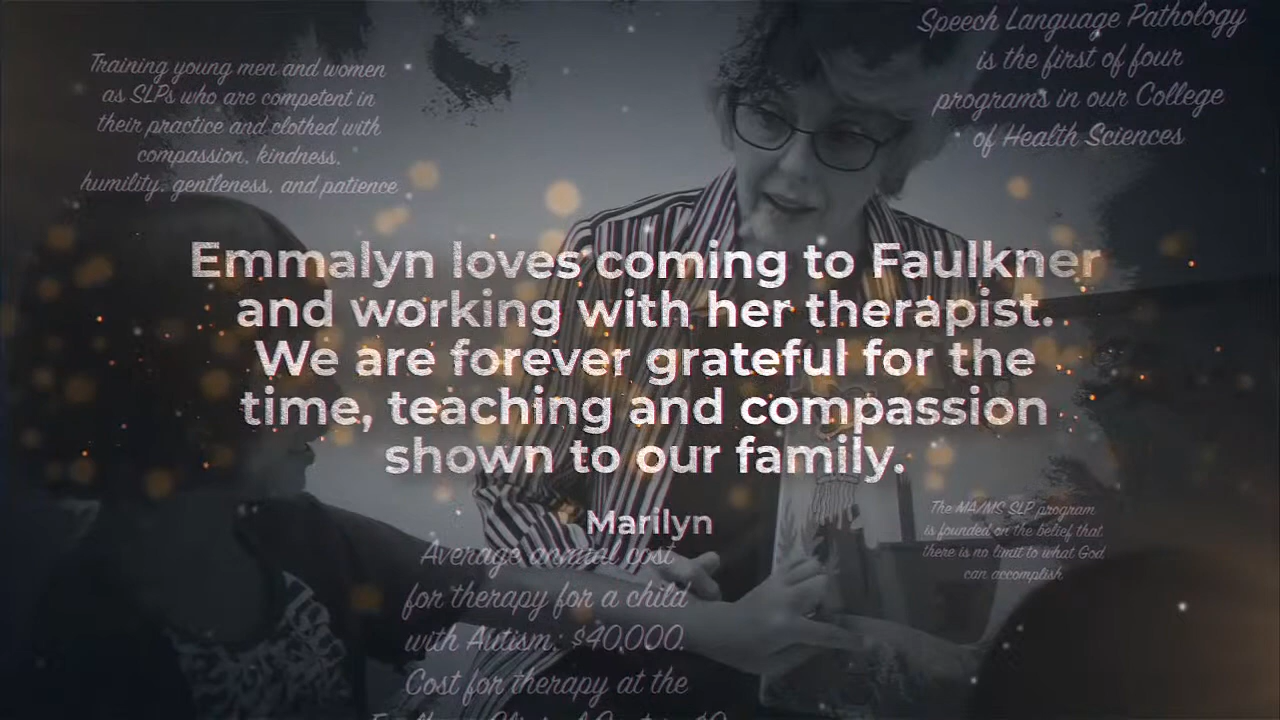 Speech Language Pathology
is the first of four
programs in our College
of Health Sciences
Training young men and women
as SLPs who are competent in
their practice and clothed with
compassion, kindness,
humility, gentleness, and patience
Emmalyn loves coming to Faulkner
and working with her therapist.
We are forever grateful for the
time, teaching and compassion
shown to our family.
Marilyn
The MA/MS SLP program
is founded on the belief that
there is no limit to what God
can accomplish
Average annual cost
for therapy for a child
with Autism: $40,000.
Cost for therapy at the